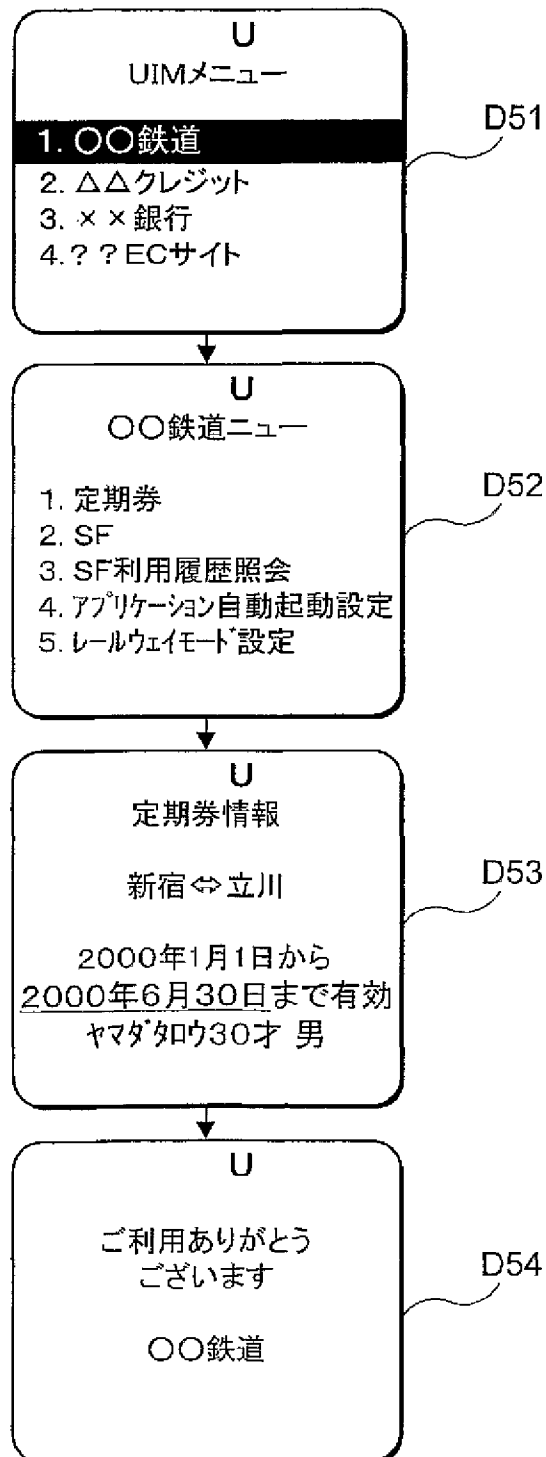 U
UIMメニュー
D51
1. ○○鉄道
2. △△クレジット
3. ××銀行
4.??ECサイト
U
○○鉄道ニュー
D52
1. 定期券
2. SF
3. SF利用履歴照会
4. アプリケーション自動起動設定
5. レールウェイモード設定
U
定期券情報
D53
新宿⇔立川
2000年1月1日から
2000年6月30日まで有効
ヤマダタロウ30才 男
U
ご利用ありがとう
ございます
D54
○○鉄道